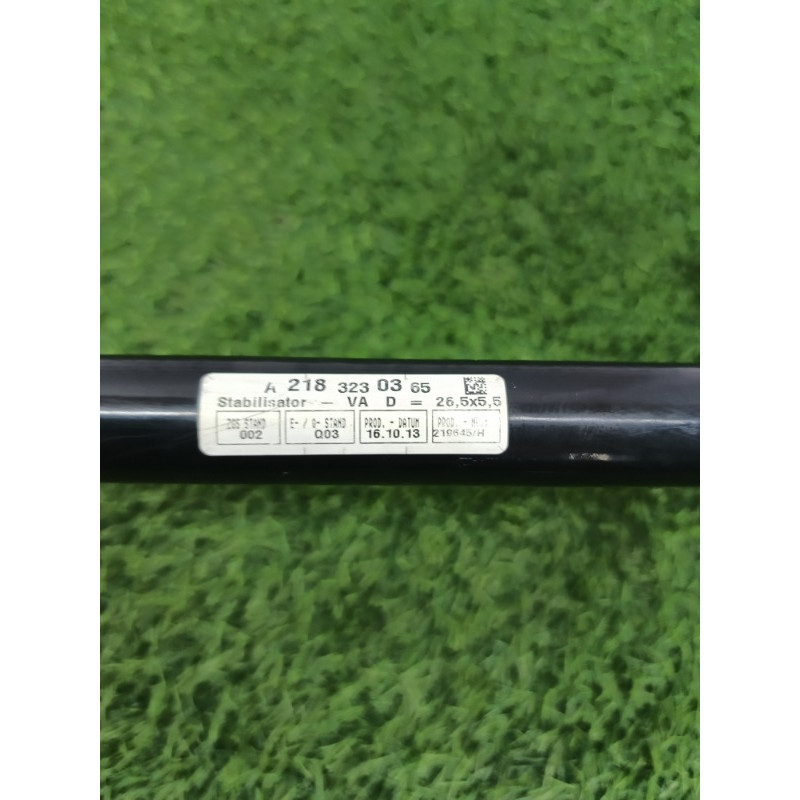 A 218 323 03 65
Stabilisator - VA D = 26,5x5,5
ZGS STAND E- / Q- STAND PROD. - DATUM PROD. -
002 Q03 16.10.13